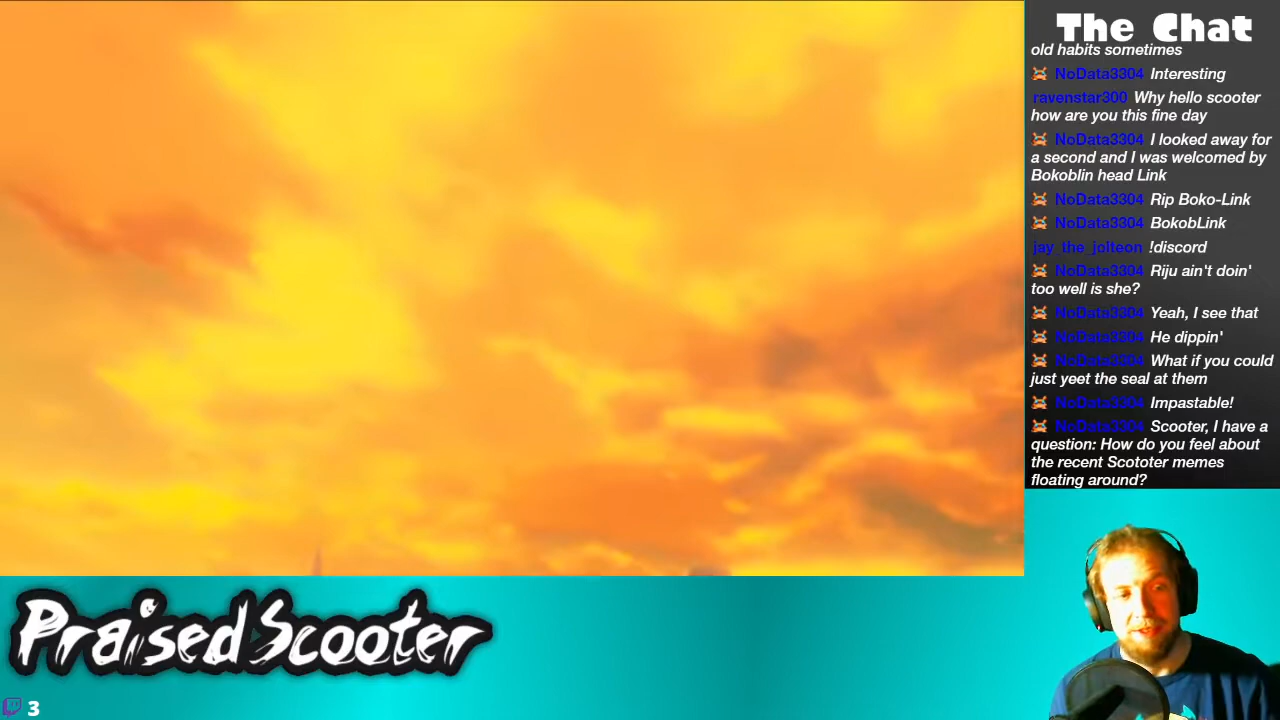 The Chat
old habits sometimes
NoData3304 Interesting
ravenstar300 Why hello scooter
how are you this fine day
NoData3304 I looked away for
a second and I was welcomed by
Bokoblin head Link
NoData3304 Rip Boko-Link
NoData3304 BokobLink
jay_the_jolteon !discord
NoData3304 Riju ain't doin'
too well is she?
NoData3304 Yeah, I see that
NoData3304 He dippin'
NoData3304 What if you could
just yeet the seal at them
NoData3304 Impastable!
NoData3304 Scooter, I have a
question: How do you feel about
the recent Scototer memes
floating around?
PraisedScooter
3